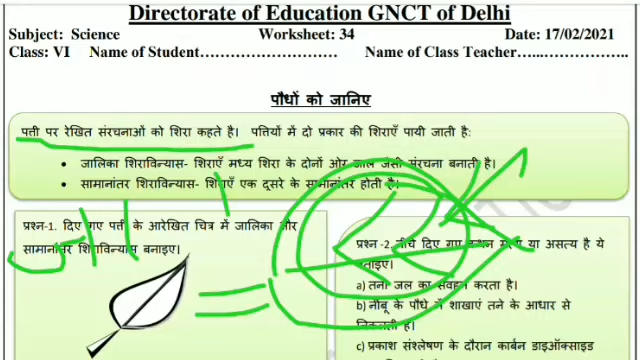 Directorate of Education GNCT of Delhi
Subject: Science Worksheet: 34 Date: 17/02/2021
Class: VI Name of Student…………………………… Name of Class Teacher…...……………..
पौधों को जानिए
पत्ती पर रेखित संरचनाओं को शिरा कहते है। पत्तियों में दो प्रकार की शिराएँ पायी जाती है:
• जालिका शिराविन्यास- शिराएँ मध्य शिरा के दोनों ओर जाल जैसी संरचना बनाती है।
• सामानांतर शिराविन्यास- शिराएँ एक दूसरे के सामानांतर होती है।
प्रश्न-1. दिए गए पत्ती के आरेखित चित्र में जालिका और
सामानांतर शिराविन्यास बनाइए।
प्रश्न -2. नीचे दिए गए कथन सत्य या असत्य है ये
बताइए।
a) तना जल का संवहन करता है।
b) नींबू के पौधे में शाखाएं तने के आधार से
निकलती है।
c) प्रकाश संश्लेषण के दौरान कार्बन डाइऑक्साइड